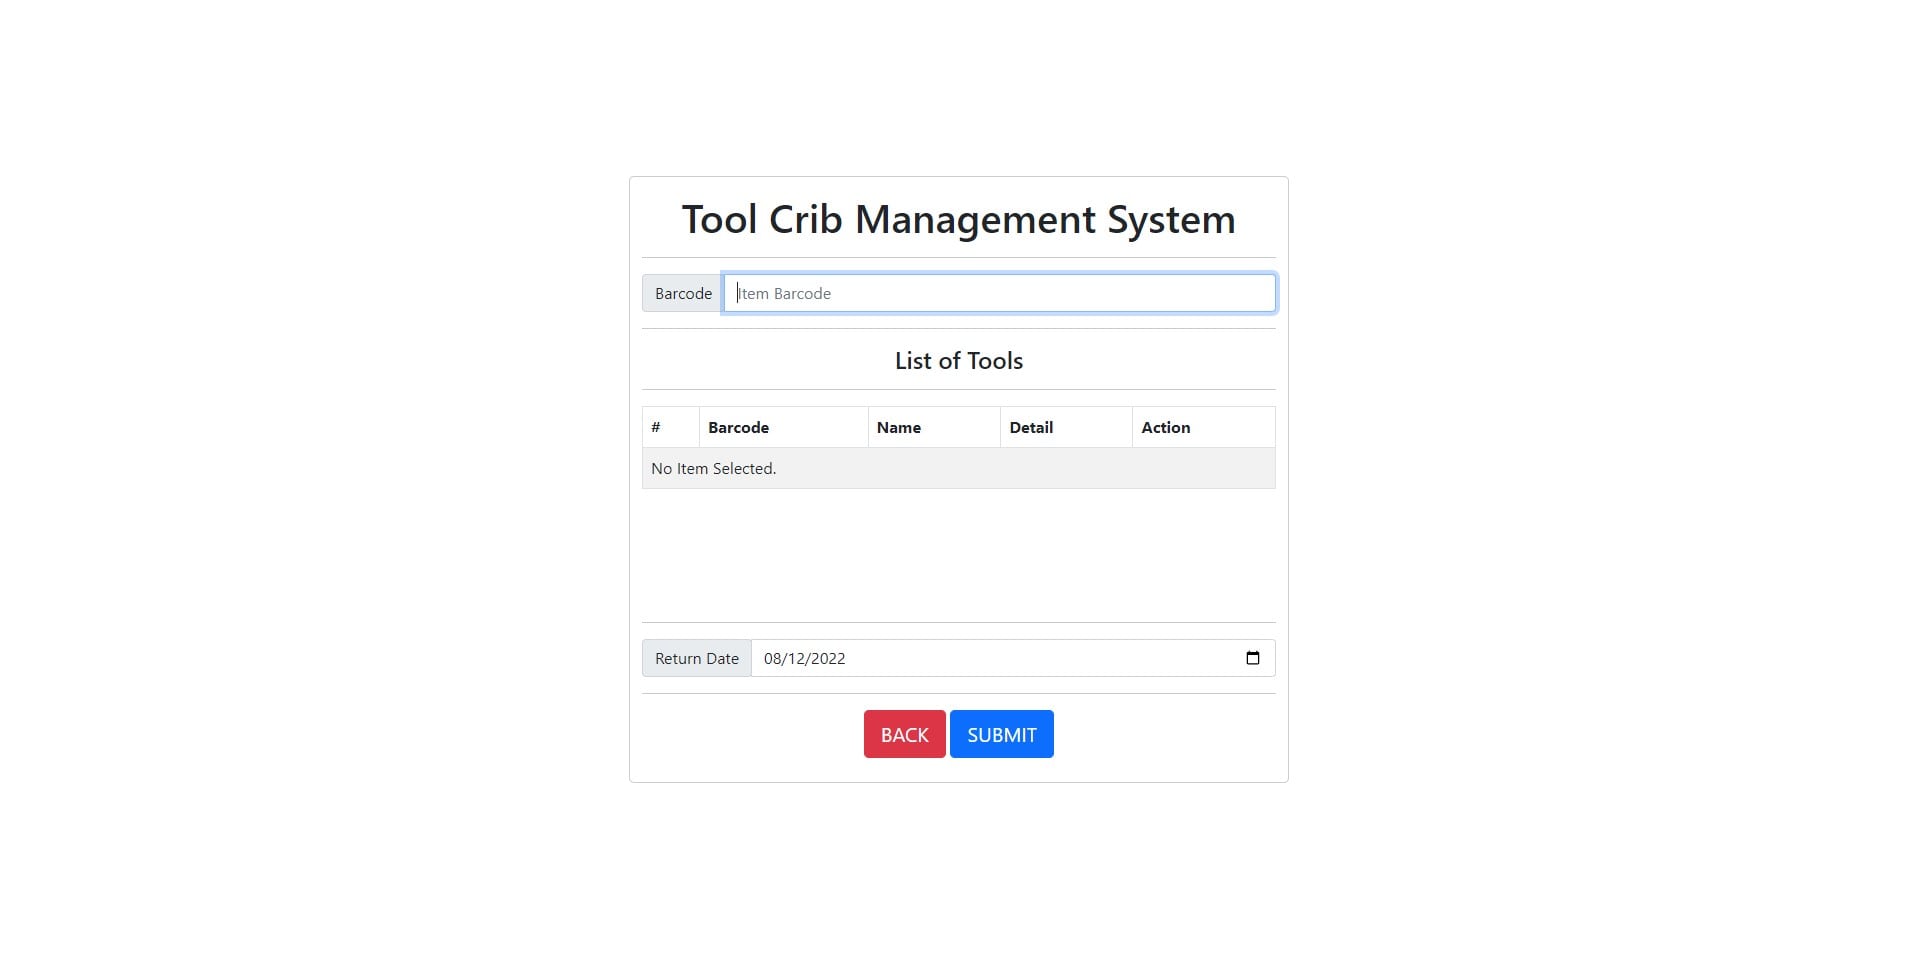 Tool Crib Management System
Barcode Item Barcode
List of Tools
# Barcode Name Detail Action
No Item Selected.
Return Date 08/12/2022
BACK SUBMIT